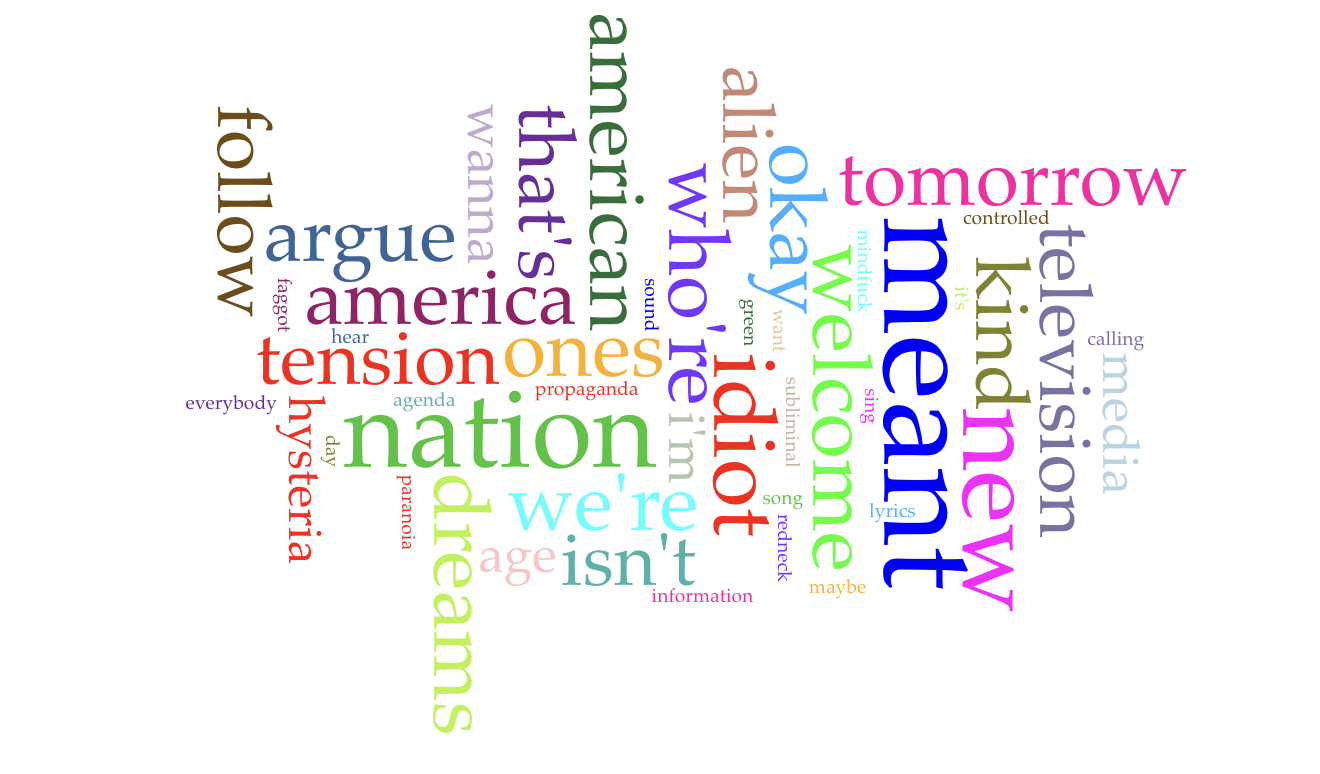 american
alien
follow
wanna
that's
okay
tomorrow
who're
argue
controlled
meant
television
mindfuck
welcome
kind
america
faggot
sound
it's
green
want
hear
tension
ones
calling
media
idiot
propaganda
subliminal
sing
everybody
hysteria
agenda
nation
i'm
new
day
paranoia
dreams
we're
song
lyrics
redneck
age
isn't
information
maybe